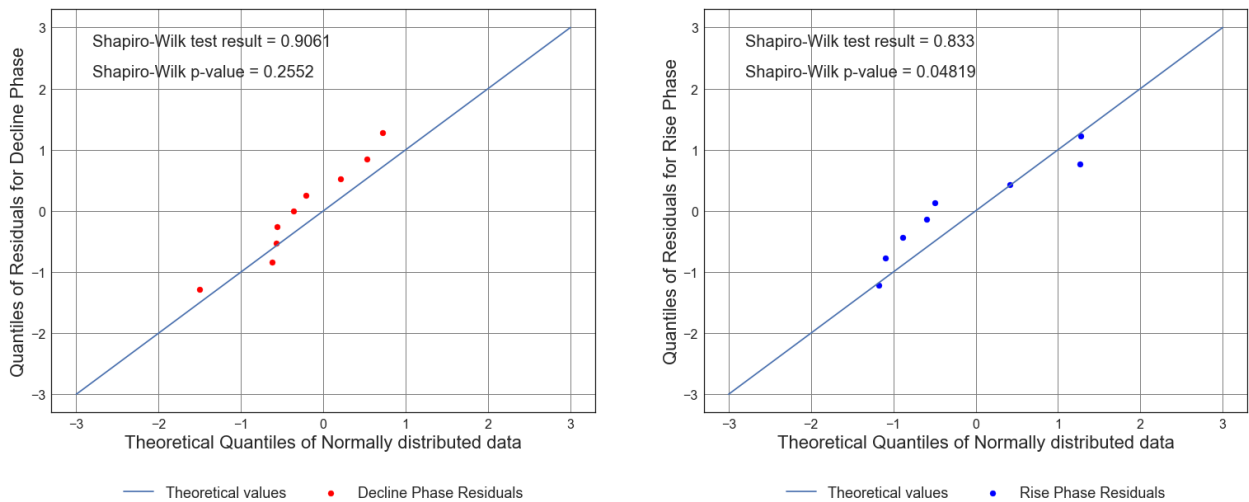 Shapiro-Wilk test result = 0.9061
Shapiro-Wilk p-value = 0.2552
Quantiles of Residuals for Decline Phase
3
2
1
0
−1
−2
−3
−3 −2 −1 0 1 2 3
Theoretical Quantiles of Normally distributed data
Theoretical values Decline Phase Residuals
Shapiro-Wilk test result = 0.833
Shapiro-Wilk p-value = 0.04819
Quantiles of Residuals for Rise Phase
3
2
1
0
−1
−2
−3
−3 −2 −1 0 1 2 3
Theoretical Quantiles of Normally distributed data
Theoretical values Rise Phase Residuals